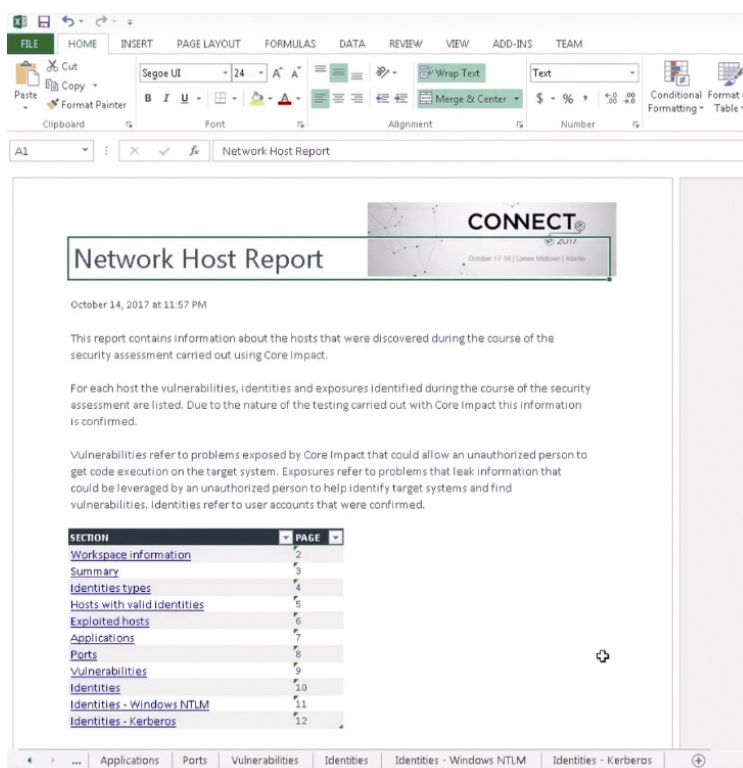 FILE HOME INSERT PAGE LAYOUT FORMULAS DATA REVIEW VIEW ADD-INS TEAM
Cut
Copy
Format Painter
Paste
Segoe UI 24
B I U
Wrap Text
Merge & Center
Text
$ % ,
Conditional
Formatting
Format
Table
Clipboard Font Alignment Number
A1 fx Network Host Report
CONNECT
2017
October 17-18 | Loews Midtown | Atlanta
Network Host Report
October 14, 2017 at 11:57 PM
This report contains information about the hosts that were discovered during the course of the
security assessment carried out using Core Impact.
For each host the vulnerabilities, identities and exposures identified during the course of the security
assessment are listed. Due to the nature of the testing carried out with Core Impact this information
is confirmed.
Vulnerabilities refer to problems exposed by Core Impact that could allow an unauthorized person to
get code execution on the target system. Exposures refer to problems that leak information that
could be leveraged by an unauthorized person to help identify target systems and find
vulnerabilities. Identities refer to user accounts that were confirmed.
SECTION PAGE
Workspace information 2
Summary 3
Identities types 4
Hosts with valid identities 5
Exploited hosts 6
Applications 7
Ports 8
Vulnerabilities 9
Identities 10
Identities - Windows NTLM 11
Identities - Kerberos 12
... Applications Ports Vulnerabilities Identities Identities - Windows NTLM Identities - Kerberos